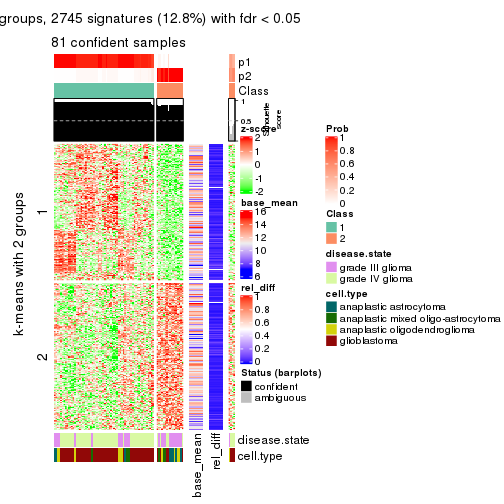 groups, 2745 signatures (12.8%) with fdr < 0.05
81 confident samples
p1
p2
Class
1
0.5
0
Silhouette
score
k-means with 2 groups
1
2
z-score
2
1
0
-1
-2
base_mean
16
14
12
10
8
6
rel_diff
1
0.8
0.6
0.4
0.2
0
Status (barplots)
confident
ambiguous
disease.state
cell.type
base_mean
rel_diff
Prob
1
0.8
0.6
0.4
0.2
0
Class
1
2
disease.state
grade III glioma
grade IV glioma
cell.type
anaplastic astrocytoma
anaplastic mixed oligo-astrocytoma
anaplastic oligodendroglioma
glioblastoma